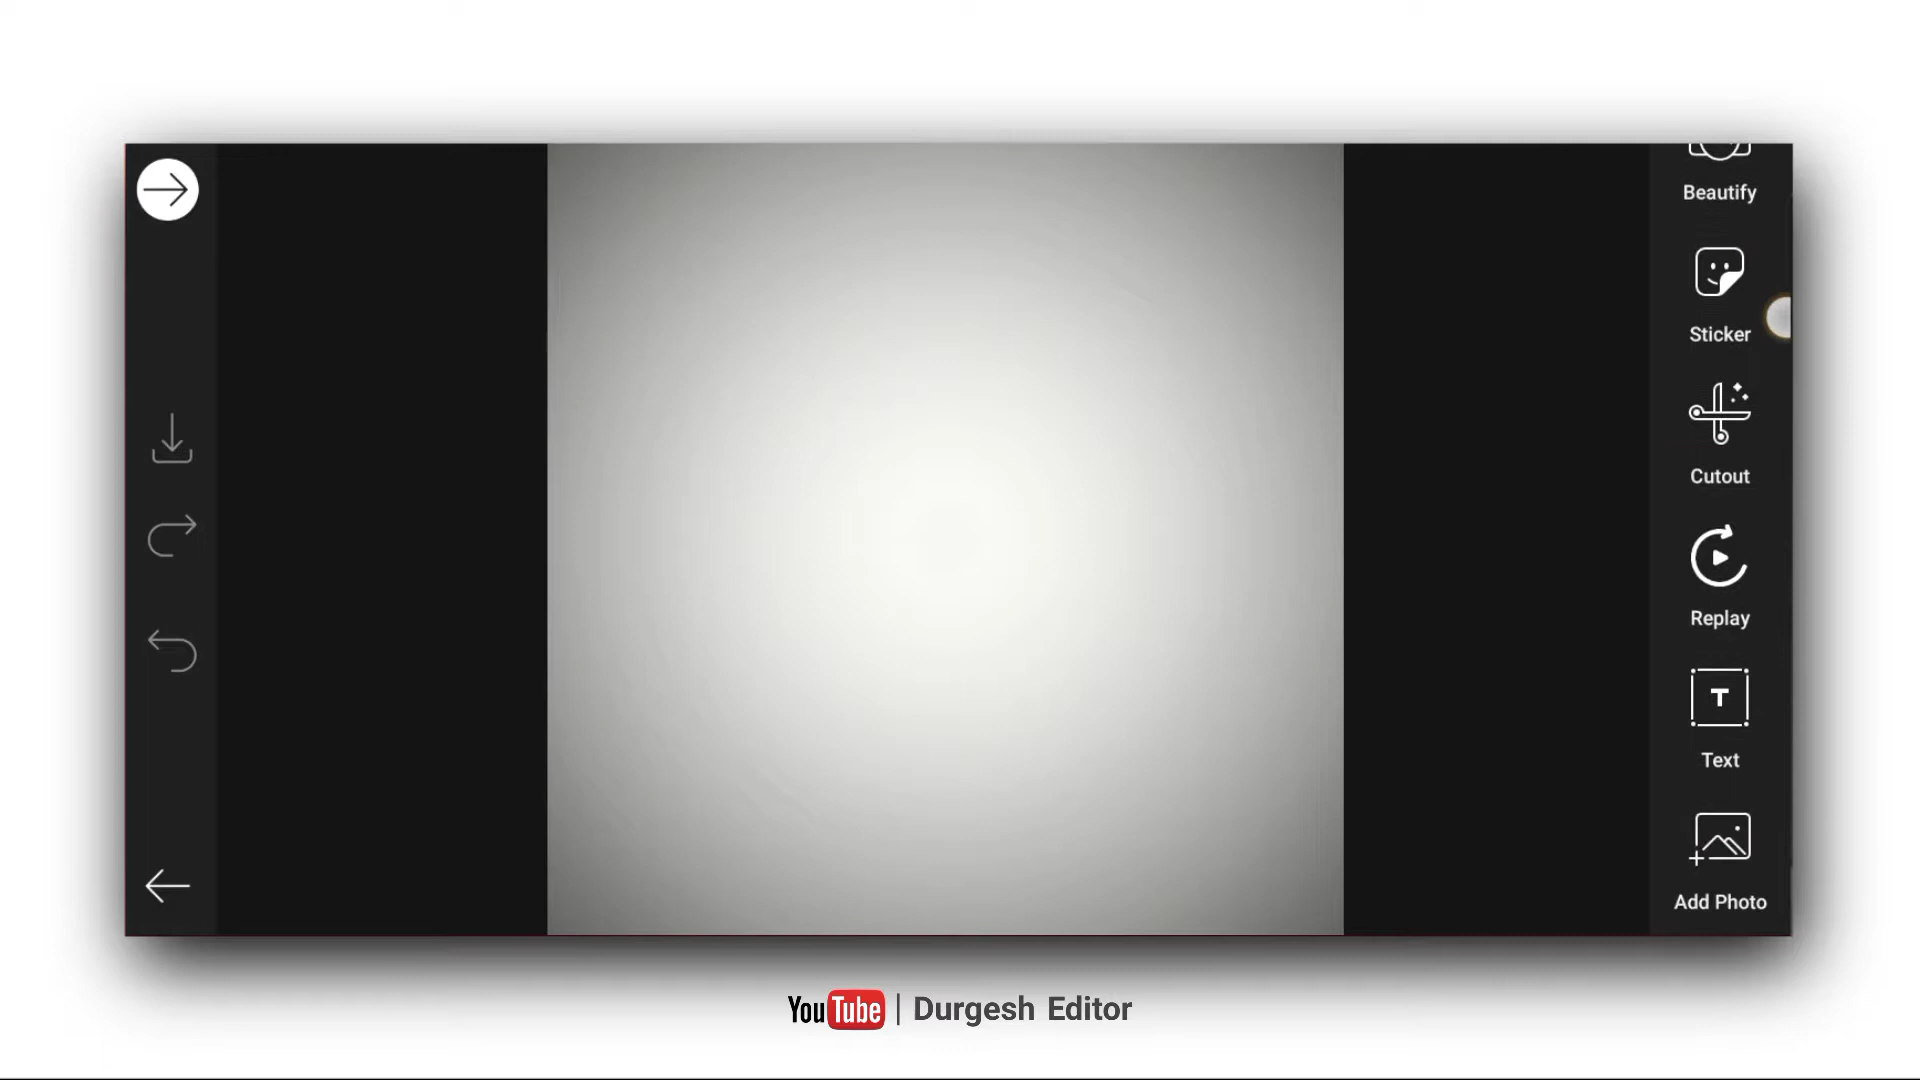 Beautify
Sticker
Cutout
Replay
T
Text
Add Photo
YouTube | Durgesh Editor